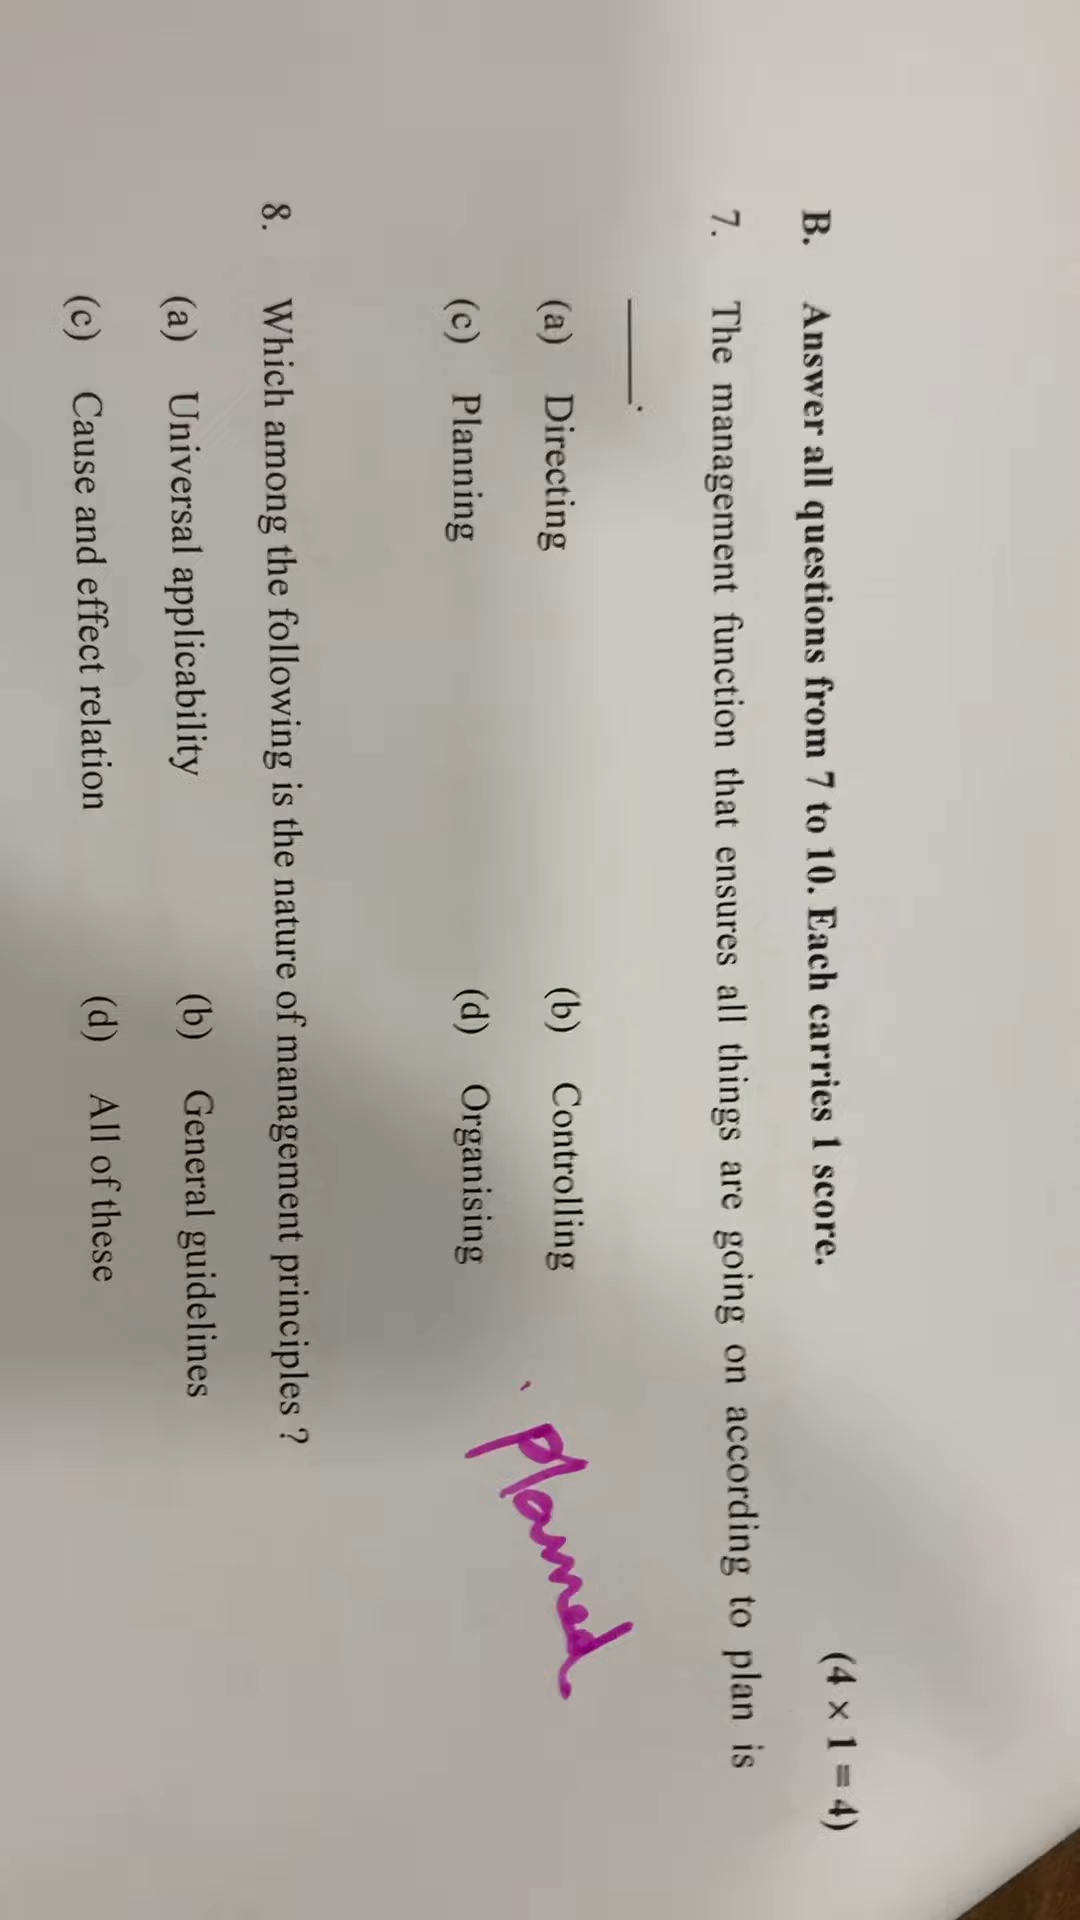 B. Answer all questions from 7 to 10. Each carries 1 score. (4 × 1 = 4)
7. The management function that ensures all things are going on according to plan is
______.
(a) Directing (b) Controlling
(c) Planning (d) Organising
planned
8. Which among the following is the nature of management principles ?
(a) Universal applicability (b) General guidelines
(c) Cause and effect relation (d) All of these